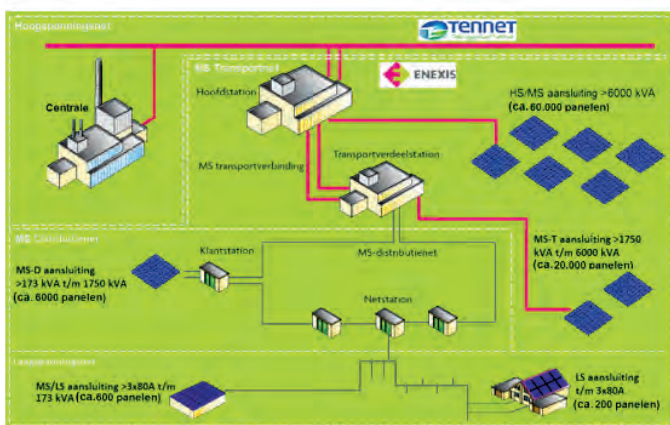 Hoogspanningsnet
TENNET
MS Transportnet
ENEXIS
Hoofdstation
Centrale
HS/MS aansluiting >6000 kVA
(ca. 60.000 panelen)
MS transportverbinding
Transportverdeelstation
MS Distributienet
Klantstation
MS-distributienet
MS-T aansluiting >1750
kVA t/m 6000 kVA
(ca. 20.000 panelen)
MS-D aansluiting
>173 kVA t/m 1750 kVA
(ca. 6000 panelen)
Netstation
MS/LS aansluiting >3x80A t/m
173 kVA (ca.600 panelen)
LS aansluiting
t/m 3x80A
(ca. 200 panelen)